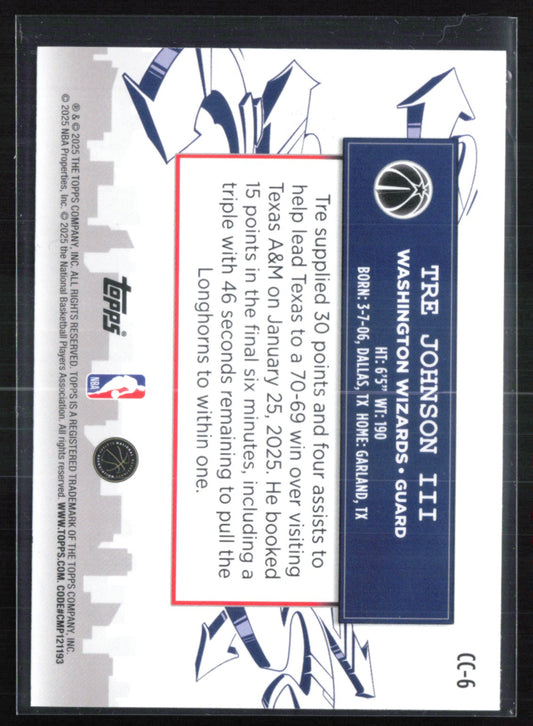 CC-6
TRE JOHNSON III
WASHINGTON WIZARDS • GUARD
HT: 6'5" WT: 190
BORN: 3-7-06, DALLAS, TX HOME: GARLAND, TX
Tre supplied 30 points and four assists to
help lead Texas to a 70-69 win over visiting
Texas A&M on January 25, 2025. He booked
15 points in the final six minutes, including a
triple with 46 seconds remaining to pull the
Longhorns to within one.
topps®
NBA
® & © 2025 THE TOPPS COMPANY, INC. ALL RIGHTS RESERVED. TOPPS IS A REGISTERED TRADEMARK OF THE TOPPS COMPANY, INC.
© 2025 NBA Properties, Inc. © 2025 the National Basketball Players Association. All rights reserved. WWW.TOPPS.COM. CODE#CMP121193